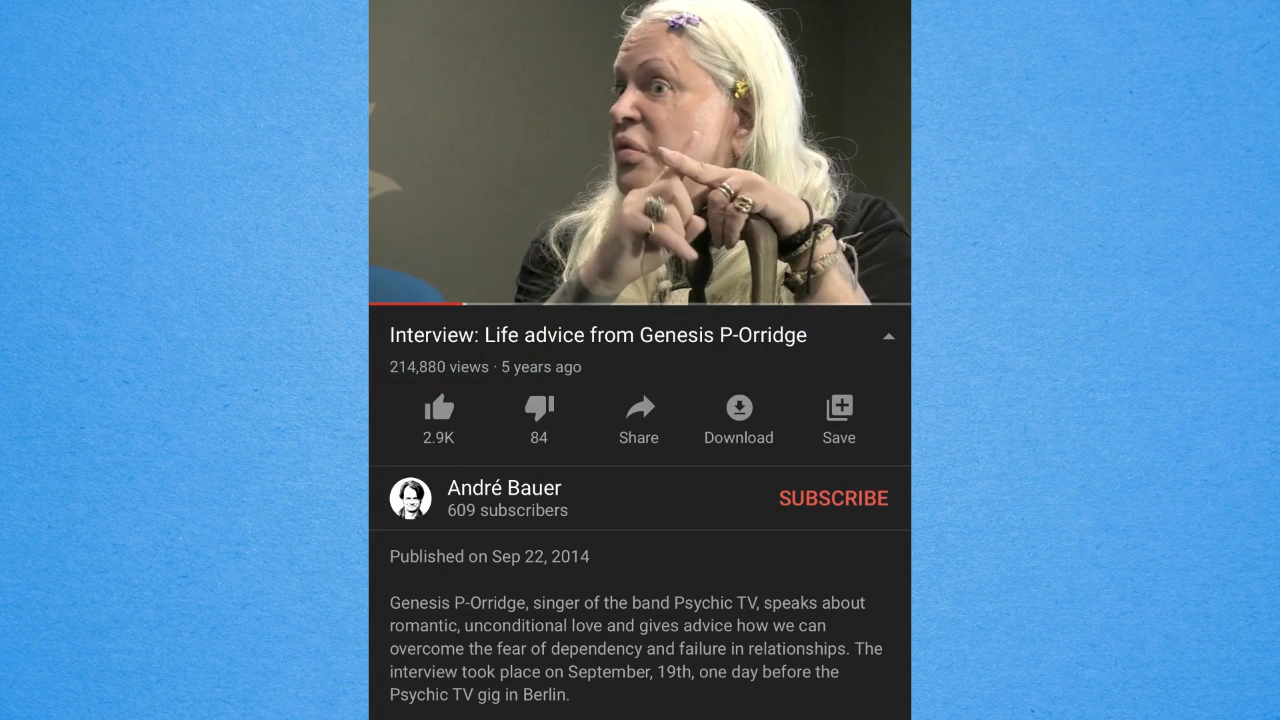 Interview: Life advice from Genesis P-Orridge
214,880 views · 5 years ago
2.9K
84
Share
Download
Save
André Bauer
609 subscribers
SUBSCRIBE
Published on Sep 22, 2014
Genesis P-Orridge, singer of the band Psychic TV, speaks about
romantic, unconditional love and gives advice how we can
overcome the fear of dependency and failure in relationships. The
interview took place on September, 19th, one day before the
Psychic TV gig in Berlin.